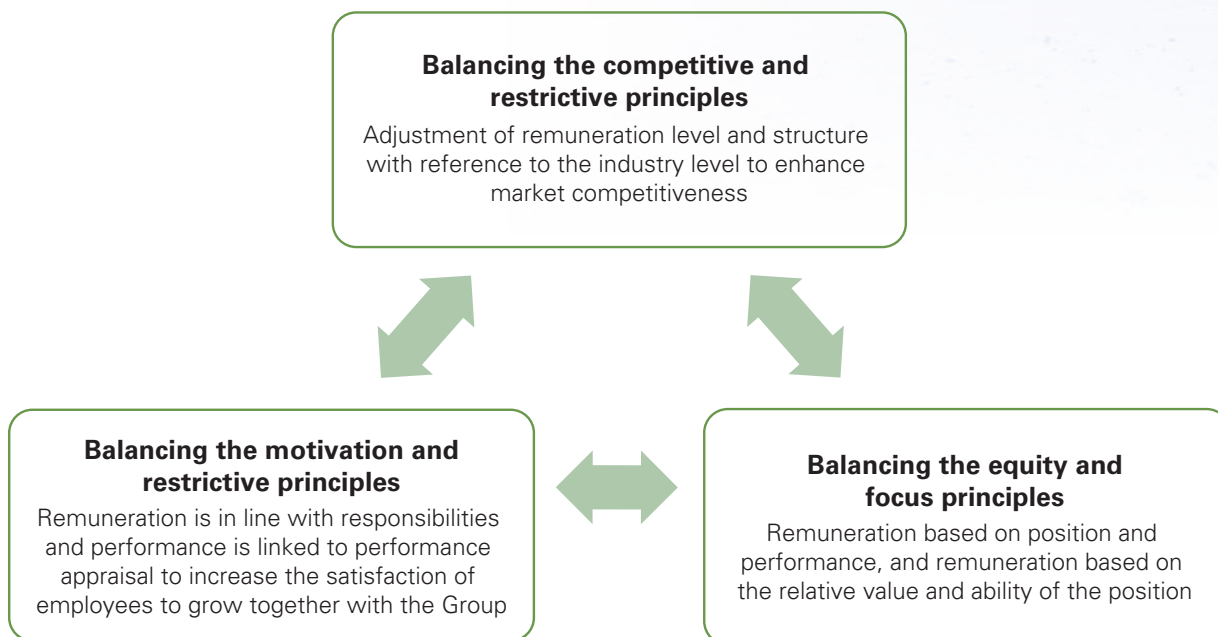 Balancing the competitive and
restrictive principles
Adjustment of remuneration level and structure
with reference to the industry level to enhance
market competitiveness
Balancing the motivation and
restrictive principles
Remuneration is in line with responsibilities
and performance is linked to performance
appraisal to increase the satisfaction of
employees to grow together with the Group
Balancing the equity and
focus principles
Remuneration based on position and
performance, and remuneration based on
the relative value and ability of the position